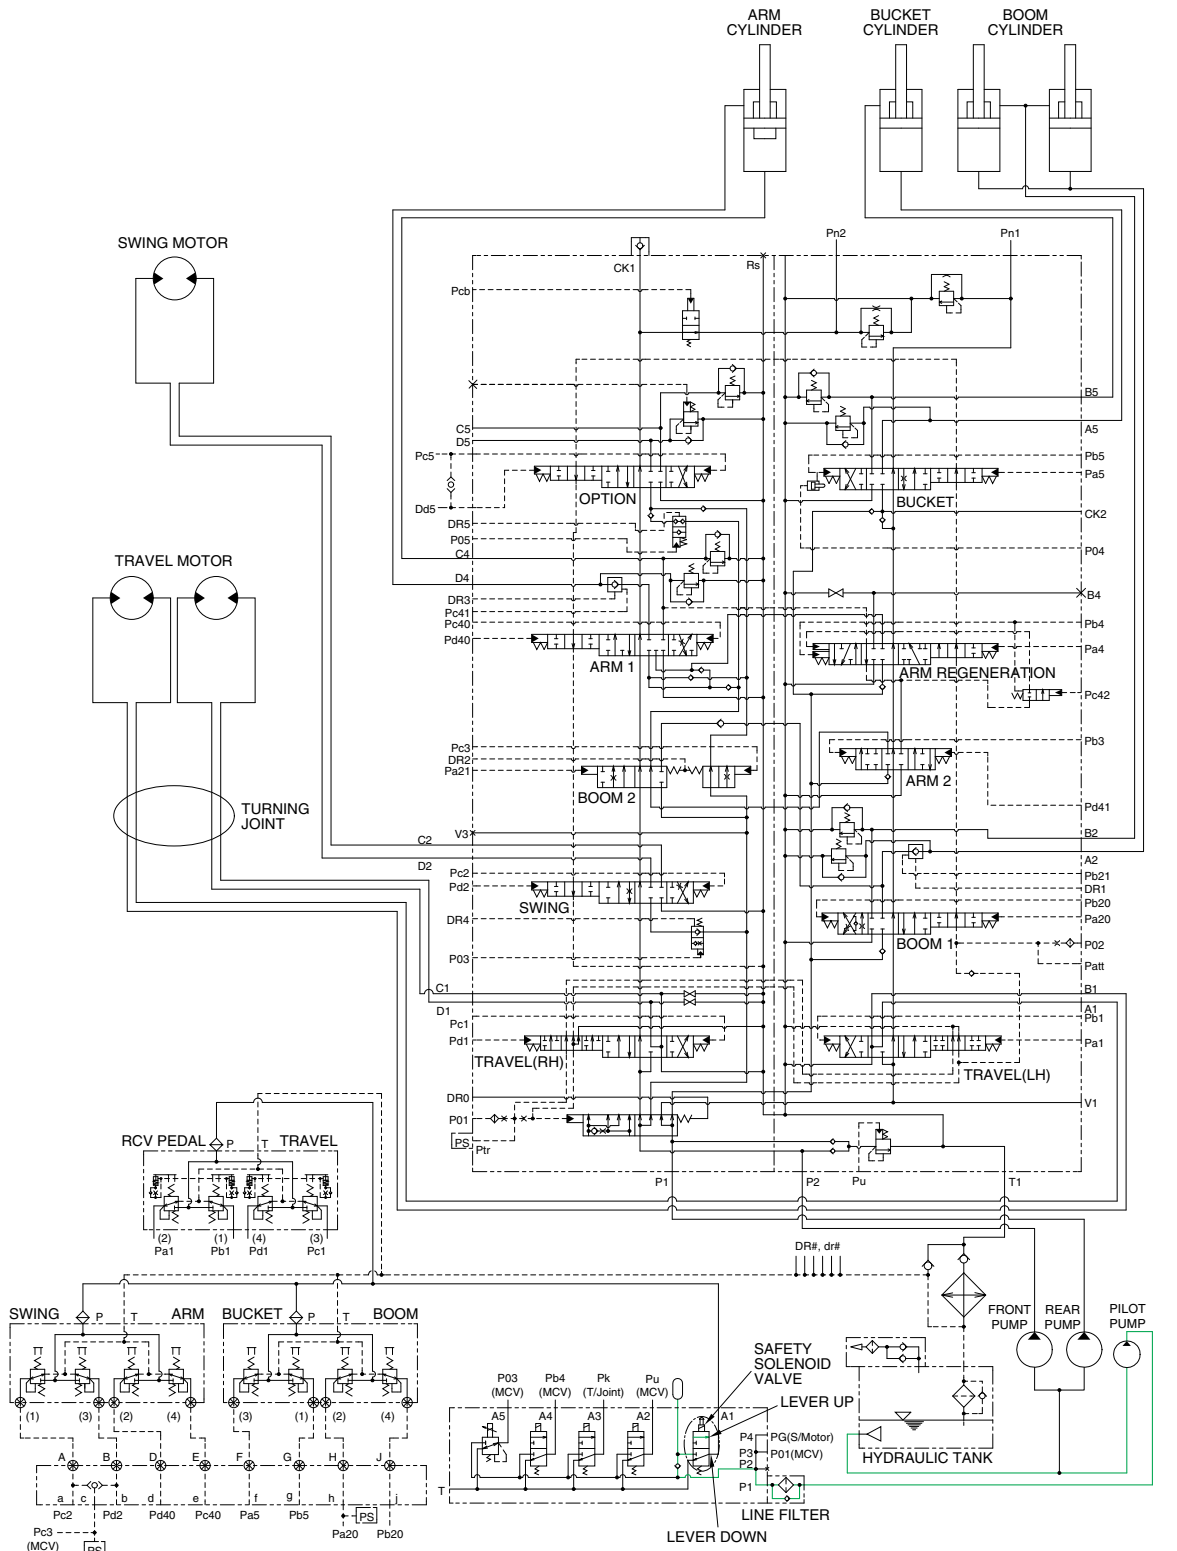 ARM
CYLINDER
BUCKET
CYLINDER
BOOM
CYLINDER
SWING MOTOR
Pn2
Pn1
CK1
Rs
Pcb
B5
C5
A5
D5
Pc5
Pb5
Pa5
OPTION
BUCKET
Dd5
CK2
DR5
P05
P04
C4
TRAVEL MOTOR
D4
B4
DR3
Pc41
Pc40
Pb4
Pd40
Pa4
ARM 1
ARM REGENERATION
Pc42
Pc3
Pb3
DR2
Pa21
ARM 2
BOOM 2
Pd41
TURNING
JOINT
V3
B2
C2
D2
A2
Pc2
Pb21
Pd2
DR1
SWING
Pb20
DR4
Pa20
BOOM 1
P02
P03
Patt
C1
B1
D1
A1
Pb1
Pc1
Pd1
Pa1
TRAVEL(RH)
TRAVEL(LH)
DR0
V1
P01
PS
Ptr
RCV PEDAL
P
T
TRAVEL
P1
P2
Pu
T1
(2)
(1)
(4)
(3)
Pa1
Pb1
Pd1
Pc1
DR#, dr#
SWING
P
T
ARM
BUCKET
P
T
BOOM
FRONT
PUMP
REAR
PUMP
PILOT
PUMP
SAFETY
SOLENOID
VALVE
P03
(MCV)
Pb4
(MCV)
Pk
(T/Joint)
Pu
(MCV)
LEVER UP
(1)
(3)
(2)
(4)
(3)
(1)
(2)
(4)
A5
A4
A3
A2
A1
P4
PG(S/Motor)
P3
P01(MCV)
P2
HYDRAULIC TANK
A
B
D
E
F
G
H
J
T
P1
a
c
b
d
e
f
g
h
i
LINE FILTER
Pc2
Pd2
Pd40
Pc40
Pa5
Pb5
PS
Pa20
Pb20
LEVER DOWN
Pc3
(MCV)
PS